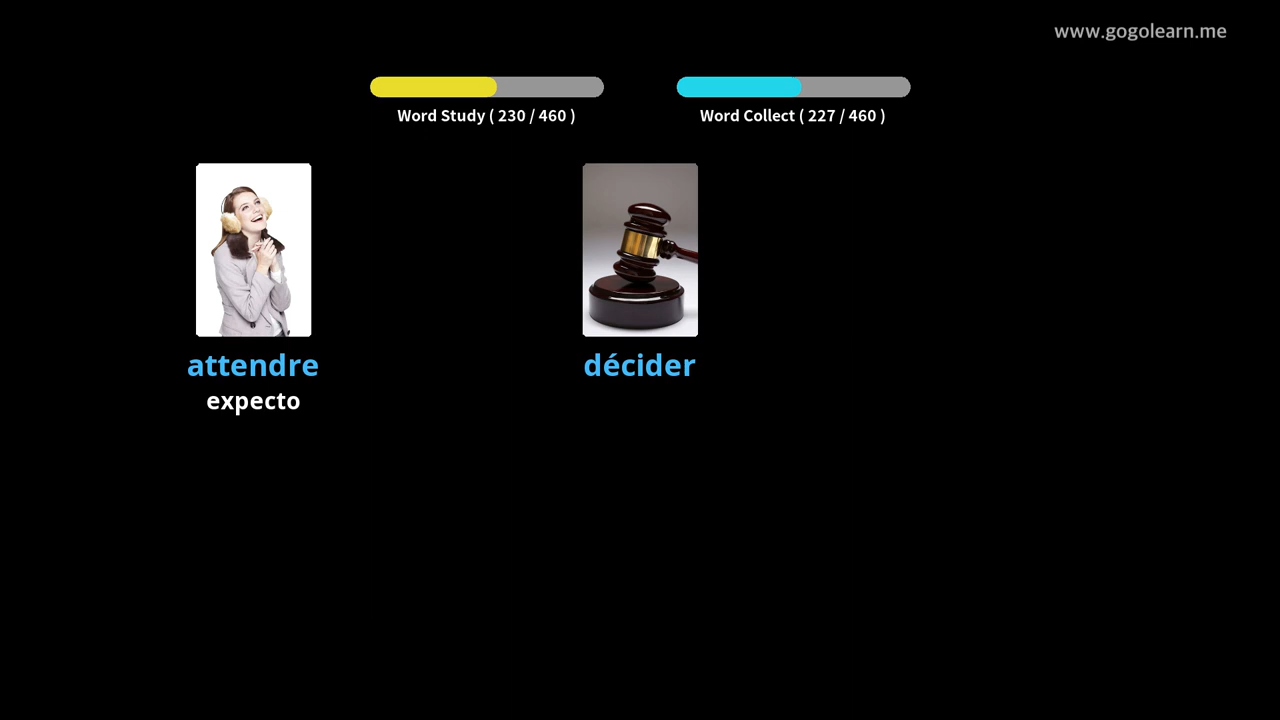 www.gogolearn.me
Word Study ( 230 / 460 )
Word Collect ( 227 / 460 )
attendre
expecto
décider